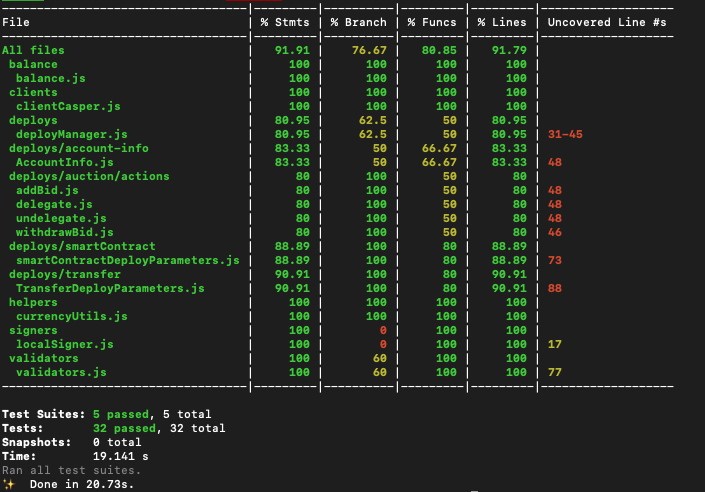 File | % Stmts | % Branch | % Funcs | % Lines | Uncovered Line #s
All files | 91.91 | 76.67 | 80.85 | 91.79 |
balance | 100 | 100 | 100 | 100 |
balance.js | 100 | 100 | 100 | 100 |
clients | 100 | 100 | 100 | 100 |
clientCasper.js | 100 | 100 | 100 | 100 |
deploys | 80.95 | 62.5 | 50 | 80.95 |
deployManager.js | 80.95 | 62.5 | 50 | 80.95 | 31-45
deploys/account-info | 83.33 | 50 | 66.67 | 83.33 |
AccountInfo.js | 83.33 | 50 | 66.67 | 83.33 | 48
deploys/auction/actions | 80 | 100 | 50 | 80 |
addBid.js | 80 | 100 | 50 | 80 | 48
delegate.js | 80 | 100 | 50 | 80 | 48
undelegate.js | 80 | 100 | 50 | 80 | 48
withdrawBid.js | 80 | 100 | 50 | 80 | 46
deploys/smartContract | 88.89 | 100 | 80 | 88.89 |
smartContractDeployParameters.js | 88.89 | 100 | 80 | 88.89 | 73
deploys/transfer | 90.91 | 100 | 80 | 90.91 |
TransferDeployParameters.js | 90.91 | 100 | 80 | 90.91 | 88
helpers | 100 | 100 | 100 | 100 |
currencyUtils.js | 100 | 100 | 100 | 100 |
signers | 100 | 0 | 100 | 100 |
localSigner.js | 100 | 0 | 100 | 100 | 17
validators | 100 | 60 | 100 | 100 |
validators.js | 100 | 60 | 100 | 100 | 77
Test Suites: 5 passed, 5 total
Tests: 32 passed, 32 total
Snapshots: 0 total
Time: 19.141 s
Ran all test suites.
✨ Done in 20.73s.